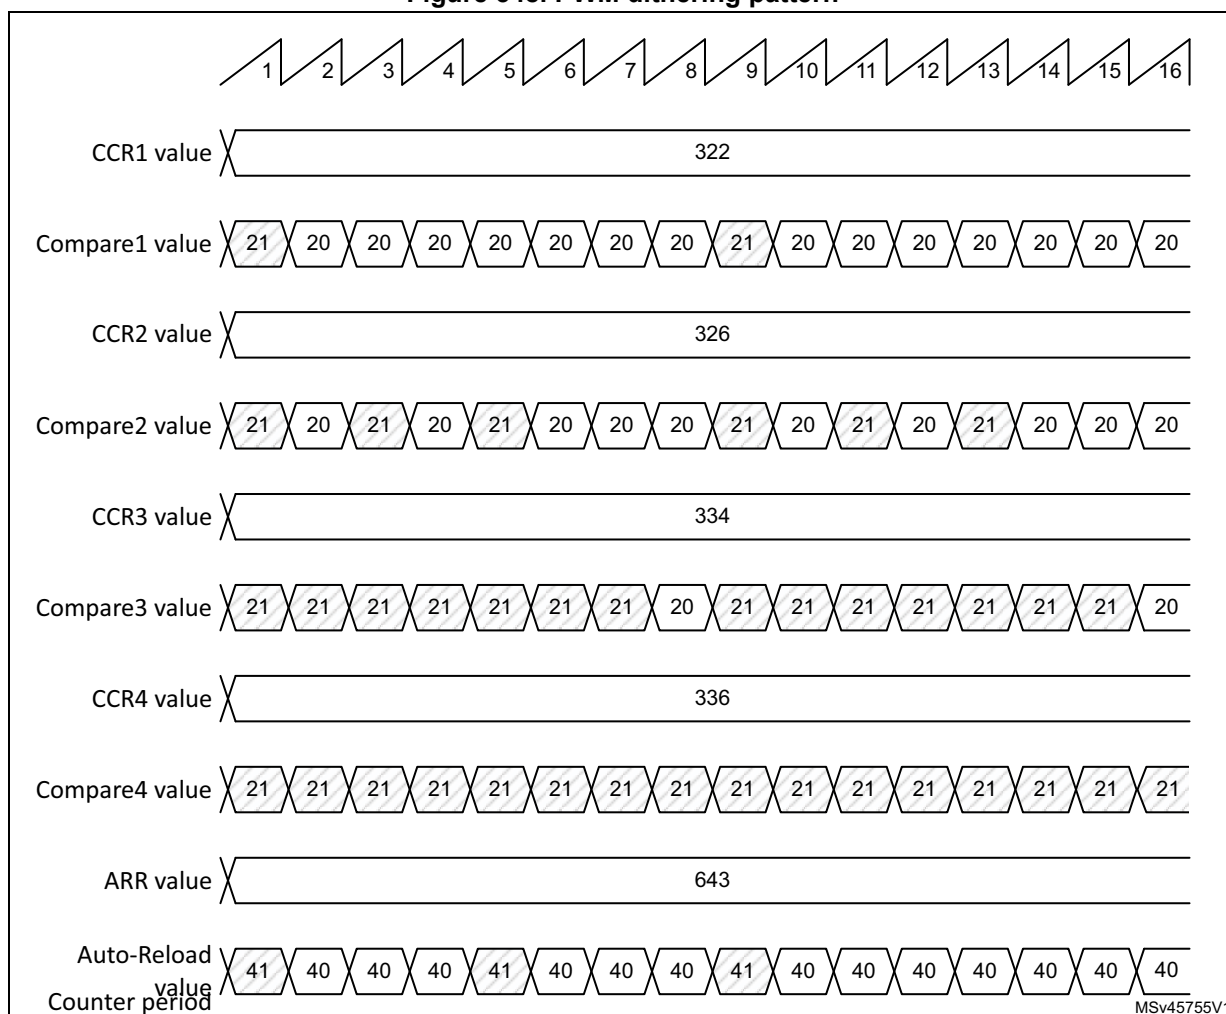 1 2 3 4 5 6 7 8 9 10 11 12 13 14 15 16
CCR1 value 322
Compare1 value 21 20 20 20 20 20 20 20 21 20 20 20 20 20 20 20
CCR2 value 326
Compare2 value 21 20 21 20 21 20 20 20 21 20 21 20 21 20 20 20
CCR3 value 334
Compare3 value 21 21 21 21 21 21 21 20 21 21 21 21 21 21 21 20
CCR4 value 336
Compare4 value 21 21 21 21 21 21 21 21 21 21 21 21 21 21 21 21
ARR value 643
Auto-Reload
value 41 40 40 40 41 40 40 40 41 40 40 40 40 40 40 40
Counter period
MSv45755V1